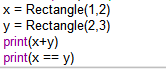 x = Rectangle(1,2)
y = Rectangle(2,3)
print(x+y)
print(x == y)